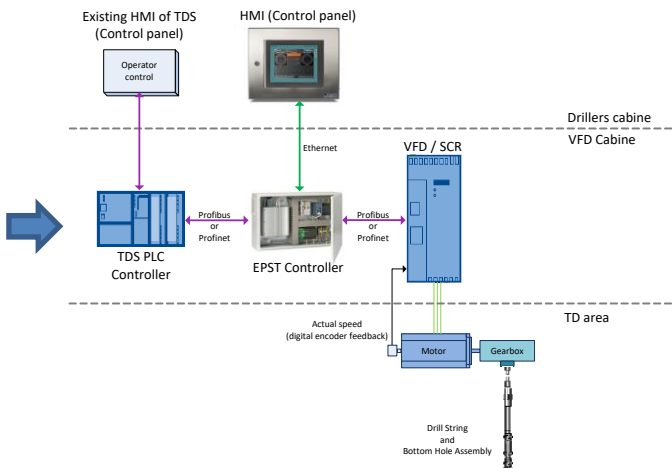 Existing HMI of TDS
(Control panel)
HMI (Control panel)
Operator
control
Drillers cabine
VFD Cabine
Ethernet
VFD / SCR
Profibus
or
Profinet
Profibus
or
Profinet
TDS PLC
Controller
EPST Controller
TD area
Actual speed
(digital encoder feedback)
Motor
Gearbox
Drill String
and
Bottom Hole Assembly